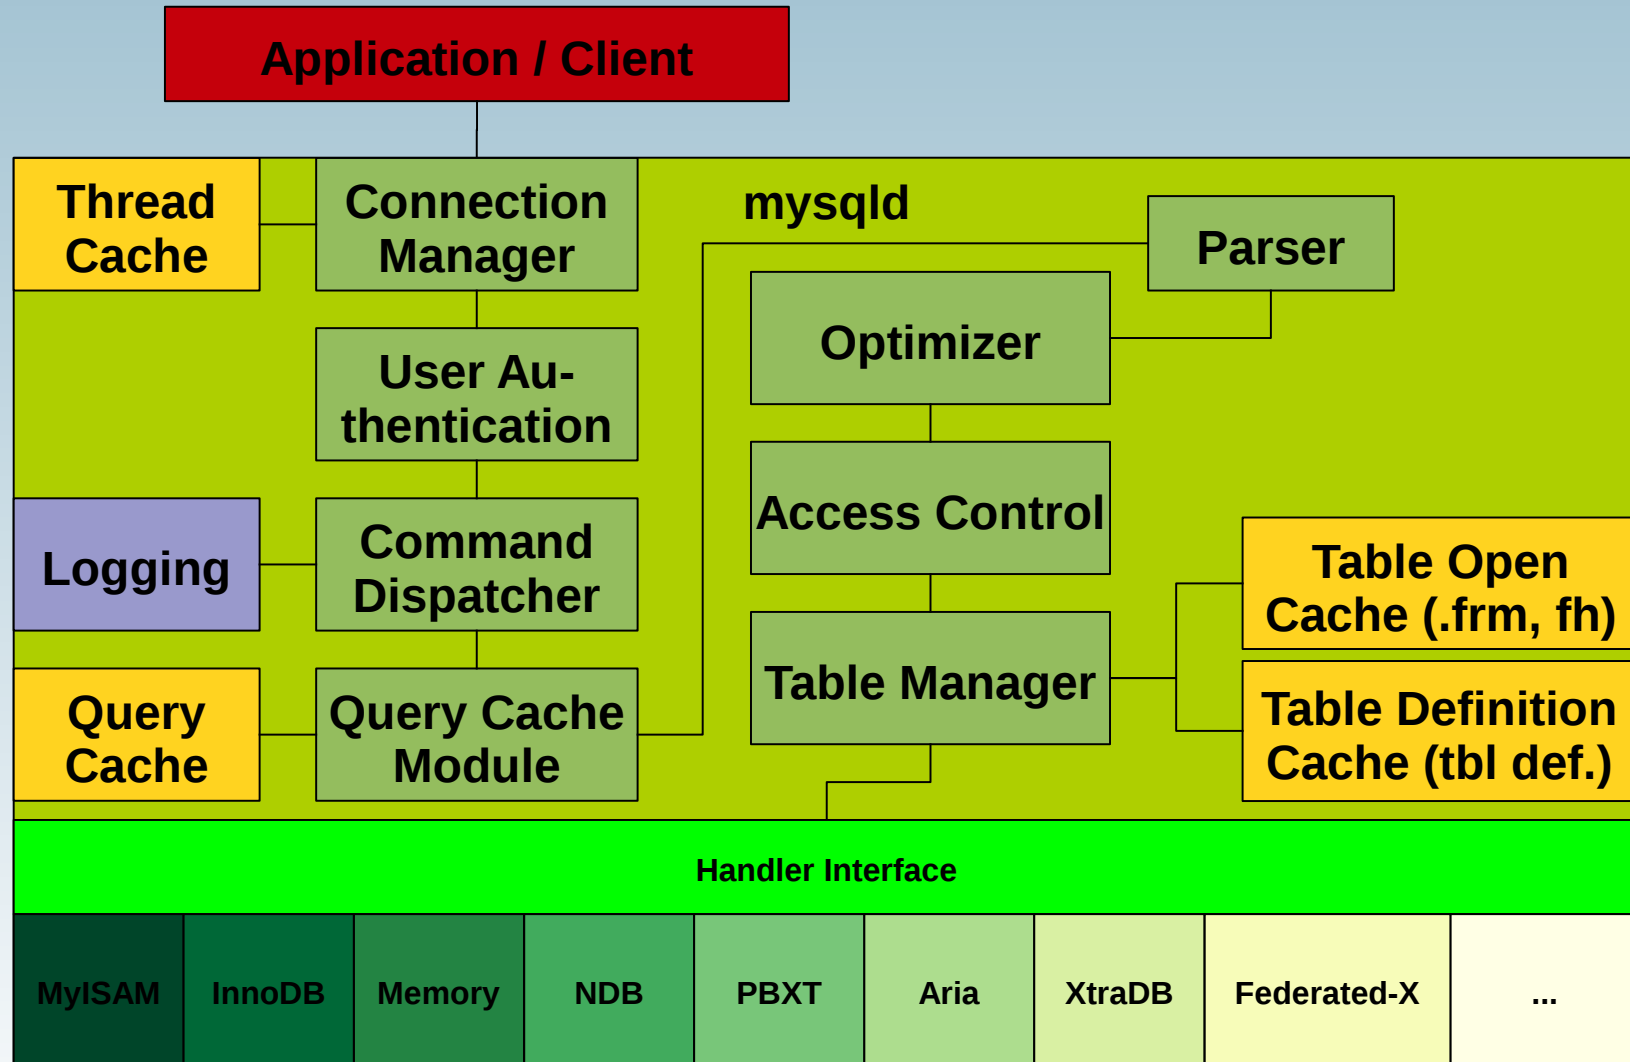 Application / Client
Thread
Cache
Connection
Manager
mysqld
Parser
Optimizer
User Au-
thentication
Access Control
Logging
Command
Dispatcher
Table Open
Cache (.frm, fh)
Query
Cache
Query Cache
Module
Table Manager
Table Definition
Cache (tbl def.)
Handler Interface
MyISAM
InnoDB
Memory
NDB
PBXT
Aria
XtraDB
Federated-X
...